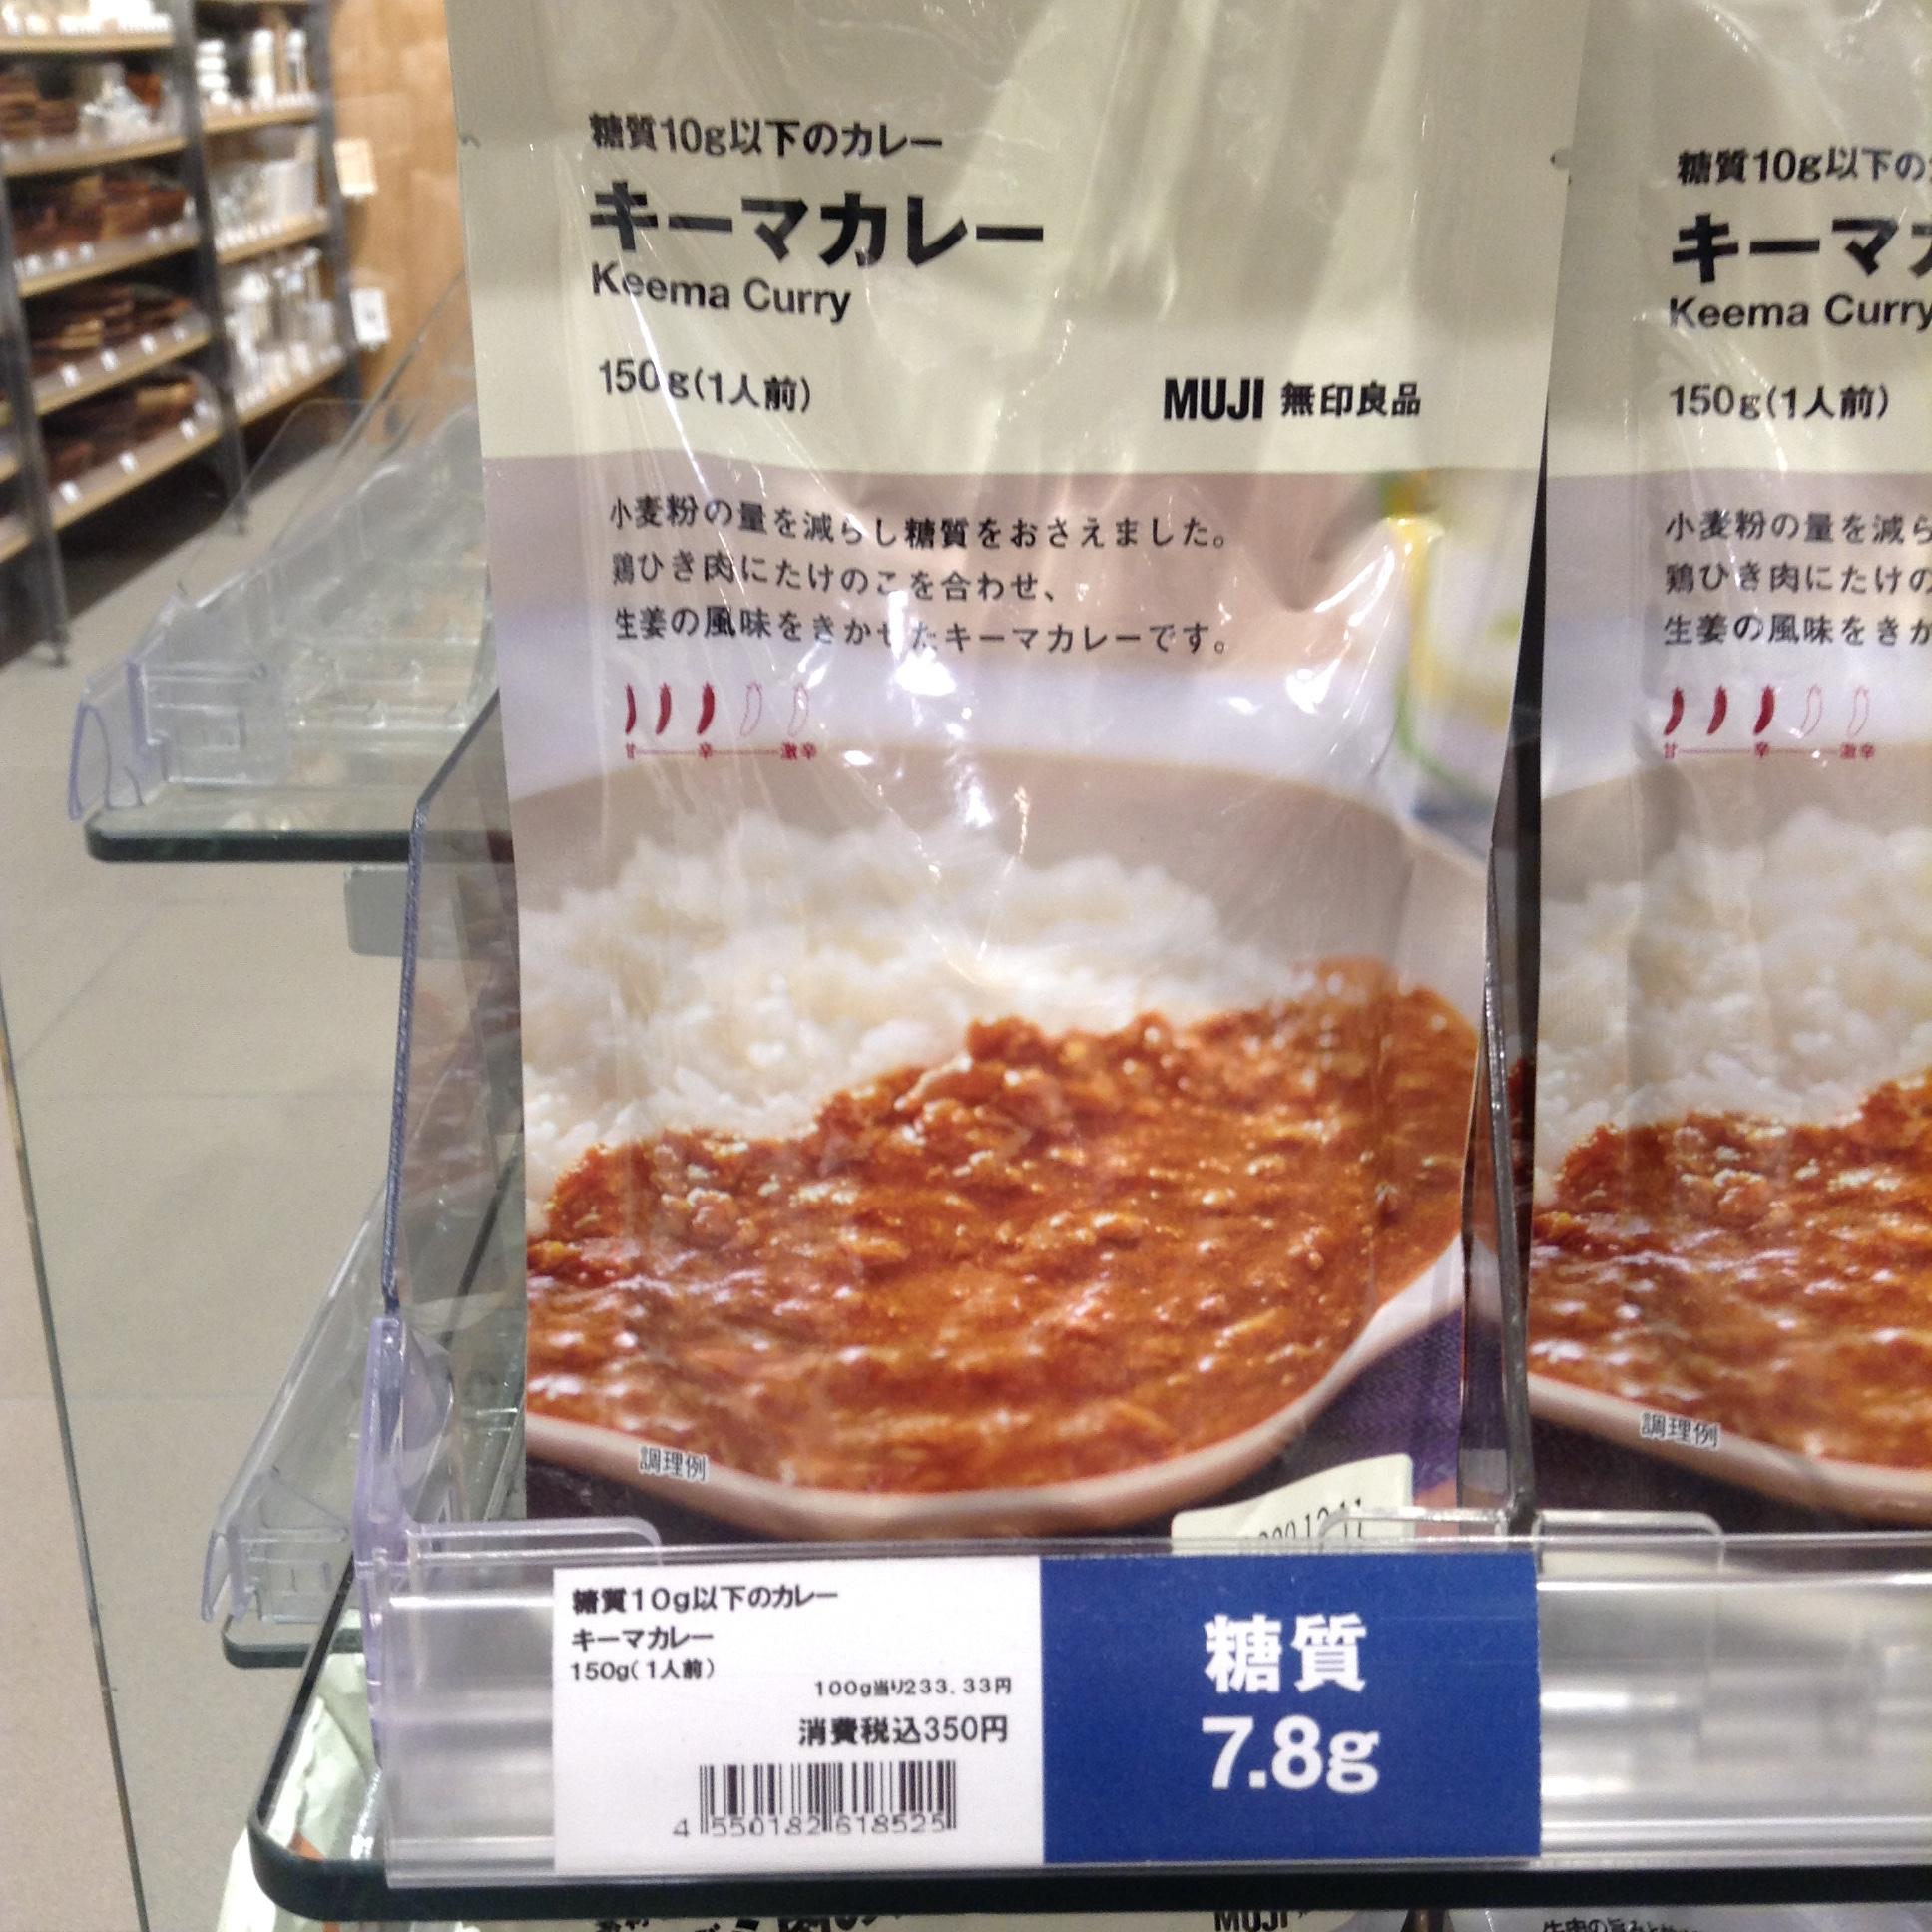 糖質10g以下のカレー
キーマカレー
Keema Curry
150g(1人前)
MUJI 無印良品
小麦粉の量を減らし糖質をおさえました。
鶏ひき肉にたけのこを合わせ、
生姜の風味をきかせたキーマカレーです。
甘 辛 激辛
調理例
12.11
糖質10g以下の
キーマ
Keema Curry
150g(1人前)
小麦粉の量を減ら
鶏ひき肉にたけの
生姜の風味をきか
甘 辛 激辛
調理例
糖質10g以下のカレー
キーマカレー
150g(1人前)
100g当り233.33円
消費税込350円
4 550182 618525
糖質
7.8g
MUJI